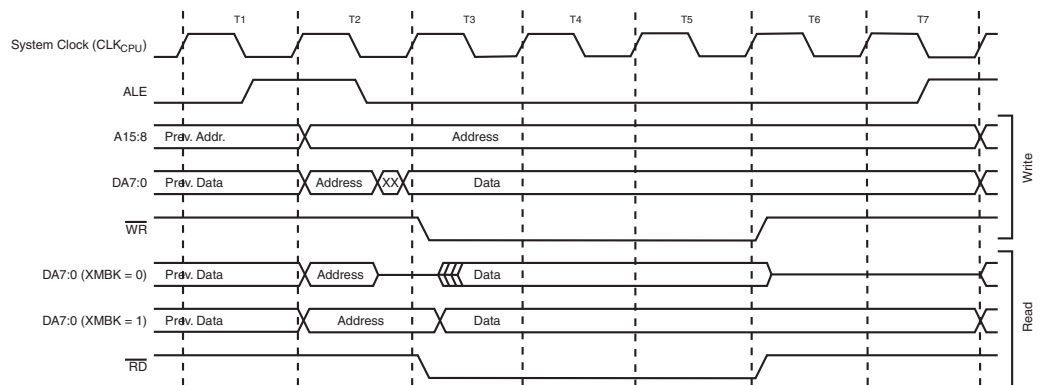 T1 T2 T3 T4 T5 T6 T7
System Clock (CLKCPU)
ALE
A15:8 Prev. Addr. Address
DA7:0 Prev. Data Address XX Data
WR
Write
DA7:0 (XMBK = 0) Prev. Data Address Data
DA7:0 (XMBK = 1) Prev. Data Address Data
RD
Read